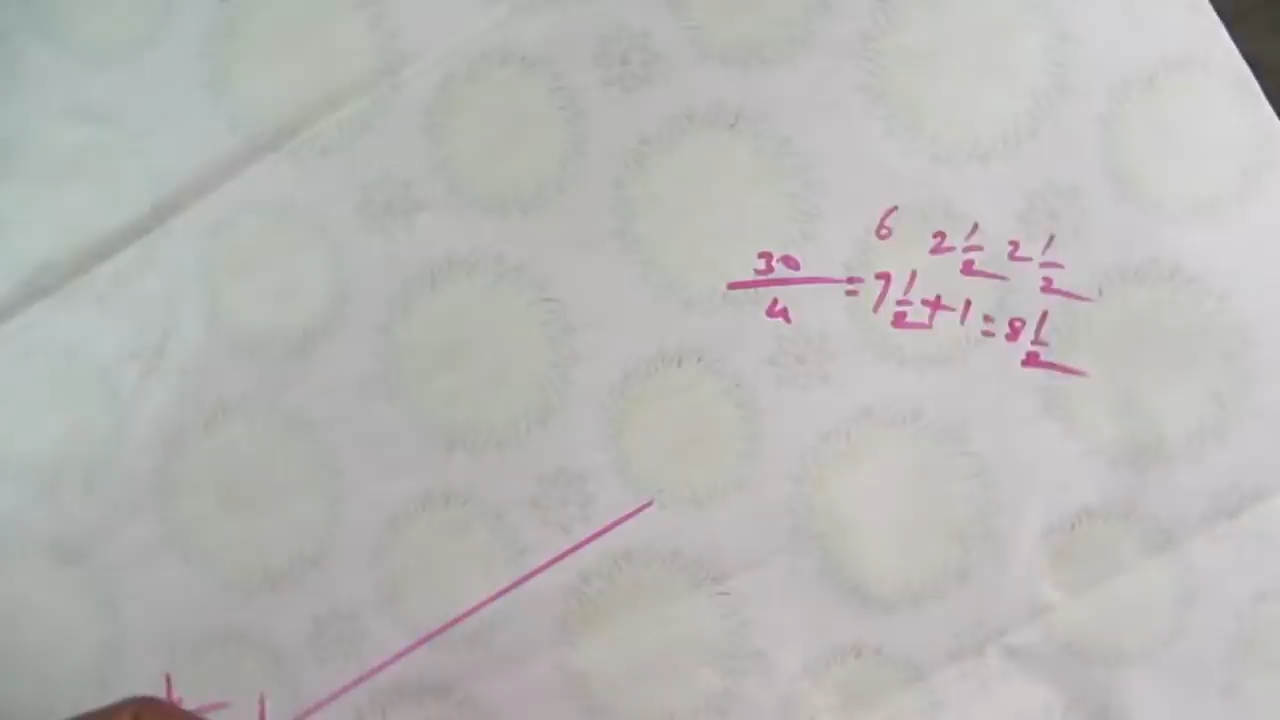 6 2 1/2 2 1/2
30/4 = 7 1/2 + 1 = 8 1/2